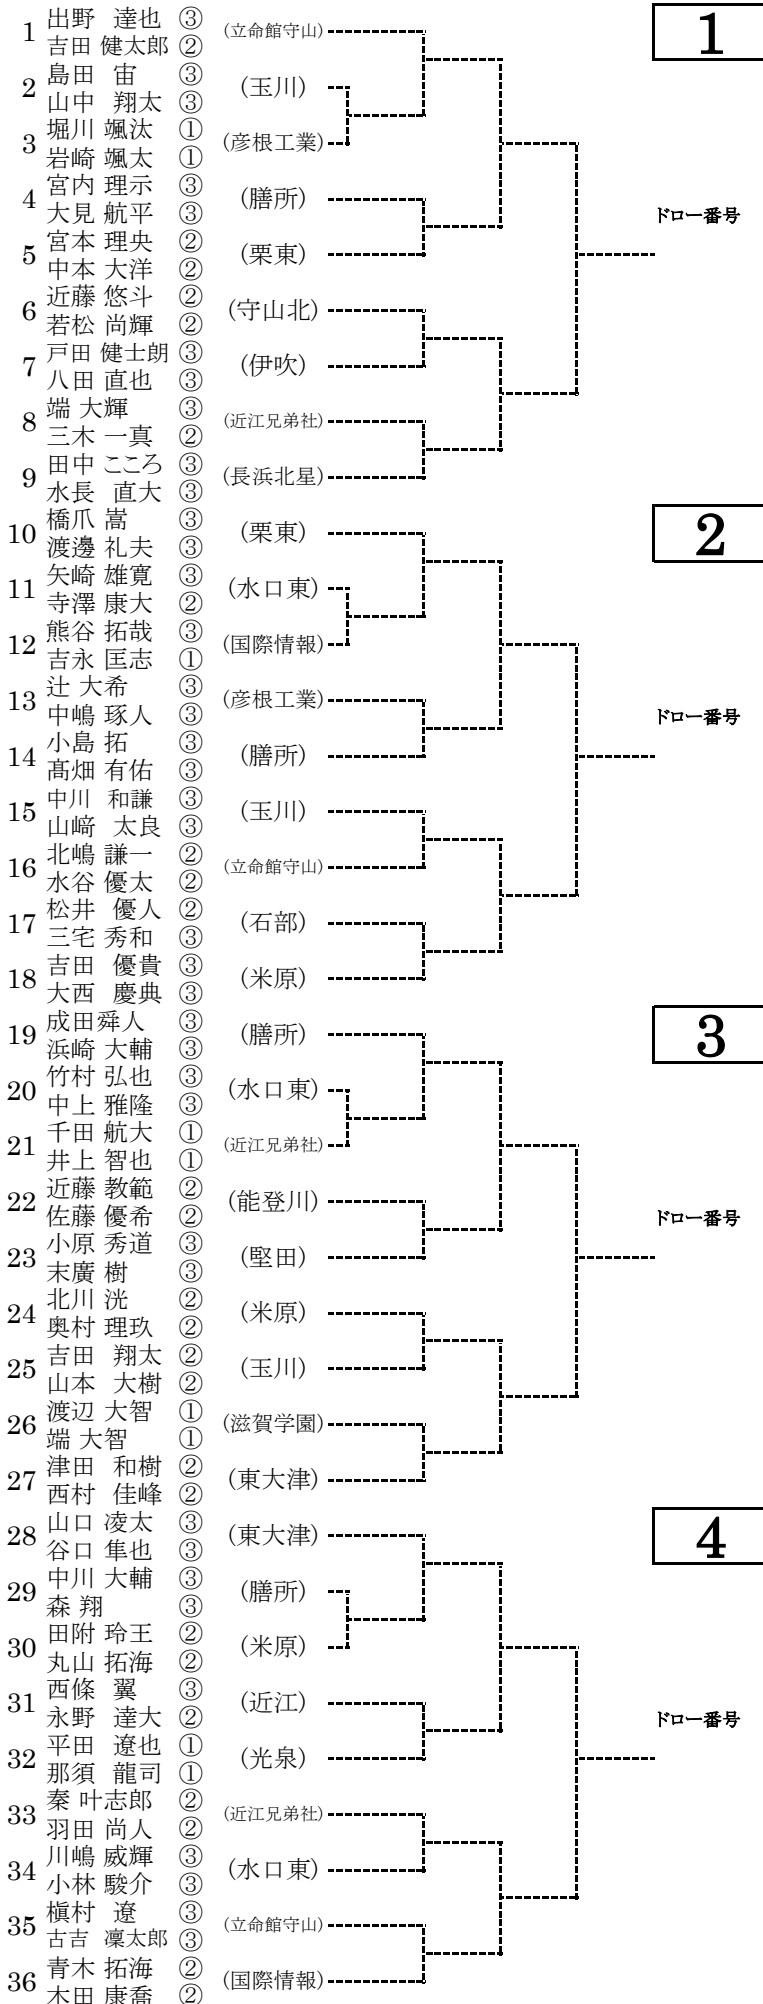 1
出野 達也 ③
1 (立命館守山)
吉田 健太郎 ②
島田 宙 ③
2 (玉川)
山中 翔太 ③
堀川 颯汰 ①
3 (彦根工業)
岩崎 颯太 ①
宮内 理示 ③
4 (膳所)
大見 航平 ③
ドロー番号
宮本 理央 ②
5 (栗東)
中本 大洋 ②
近藤 悠斗 ②
6 (守山北)
若松 尚輝 ②
戸田 健士朗 ③
7 (伊吹)
八田 直也 ③
端 大輝 ③
8 (近江兄弟社)
三木 一真 ②
田中 こころ ③
9 (長浜北星)
水長 直大 ③
2
橋爪 嵩 ③
10 (栗東)
渡邊 礼夫 ③
矢崎 雄寛 ③
11 (水口東)
寺澤 康大 ②
熊谷 拓哉 ③
12 (国際情報)
吉永 匡志 ①
辻 大希 ③
13 (彦根工業)
中嶋 琢人 ③
ドロー番号
小島 拓 ③
14 (膳所)
髙畑 有佑 ③
中川 和謙 ③
15 (玉川)
山﨑 太良 ③
北嶋 謙一 ②
16 (立命館守山)
水谷 優太 ②
松井 優人 ②
17 (石部)
三宅 秀和 ③
吉田 優貴 ③
18 (米原)
大西 慶典 ③
3
成田舜人 ③
19 (膳所)
浜崎 大輔 ③
竹村 弘也 ③
20 (水口東)
中上 雅隆 ③
千田 航大 ①
21 (近江兄弟社)
井上 智也 ①
近藤 教範 ②
22 (能登川)
佐藤 優希 ②
ドロー番号
小原 秀道 ③
23 (堅田)
末廣 樹 ③
北川 洸 ②
24 (米原)
奥村 理玖 ②
吉田 翔太 ②
25 (玉川)
山本 大樹 ②
渡辺 大智 ①
26 (滋賀学園)
端 大智 ①
津田 和樹 ②
27 (東大津)
西村 佳峰 ②
4
山口 凌太 ③
28 (東大津)
谷口 隼也 ③
中川 大輔 ③
29 (膳所)
森 翔 ③
田附 玲王 ②
30 (米原)
丸山 拓海 ②
西條 翼 ③
31 (近江)
永野 達大 ②
ドロー番号
平田 遼也 ①
32 (光泉)
那須 龍司 ①
秦 叶志郎 ②
33 (近江兄弟社)
羽田 尚人 ②
川嶋 威輝 ③
34 (水口東)
小林 駿介 ③
槇村 遼 ③
35 (立命館守山)
古吉 凜太郎 ③
青木 拓海 ②
36 (国際情報)
木田 康喬 ②